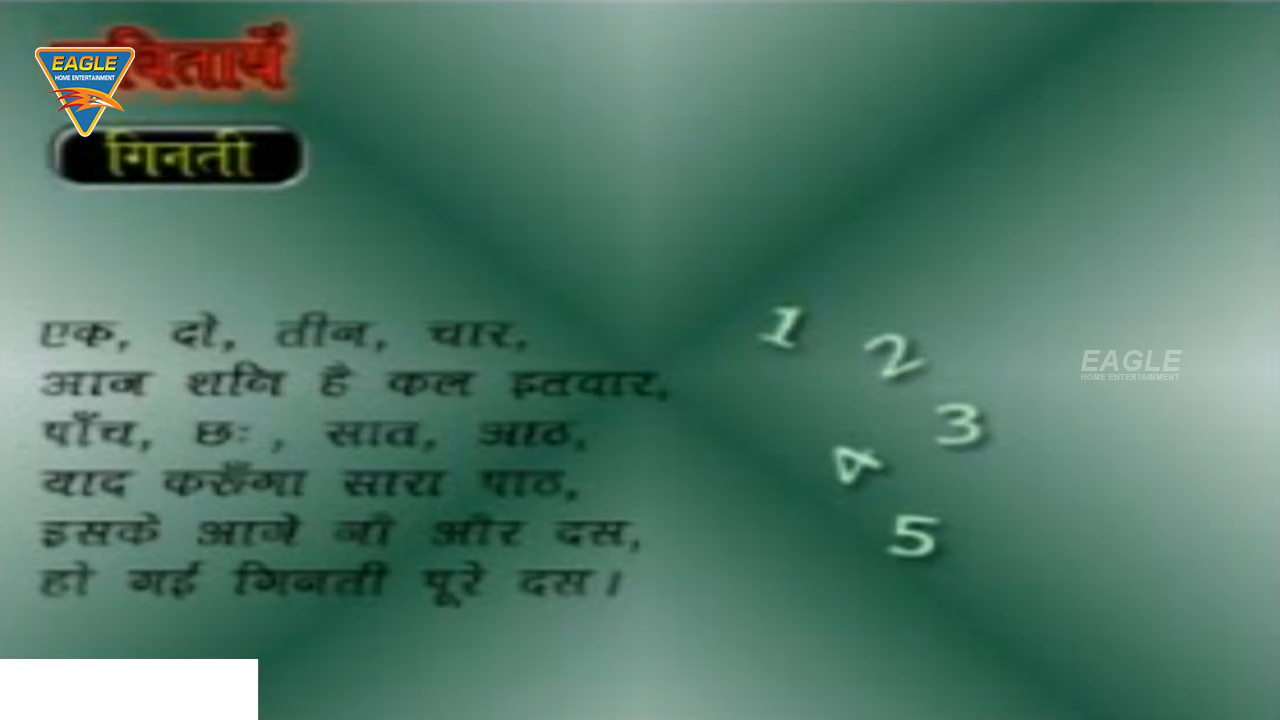 EAGLE
HOME ENTERTAINMENT
गिनती
एक, दो, तीन, चार,
आज शनि है कल इतवार,
पाँच, छः , सात, आठ,
याद करूँगा सारा पाठ,
इसके आगे नौ और दस,
हो गई गिनती पूरे दस।
1
2
3
4
5
EAGLE
HOME ENTERTAINMENT